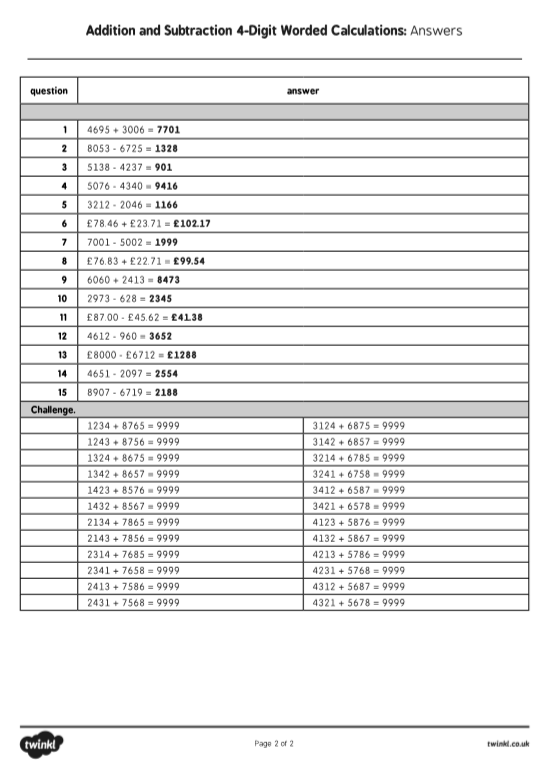 Addition and Subtraction 4-Digit Worded Calculations: Answers
question answer
1 4695 + 3006 = 7701
2 8053 - 6725 = 1328
3 5138 - 4237 = 901
4 5076 - 4340 = 9416
5 3212 - 2046 = 1166
6 £78.46 + £23.71 = £102.17
7 7001 - 5002 = 1999
8 £76.83 + £22.71 = £99.54
9 6060 + 2413 = 8473
10 2973 - 628 = 2345
11 £87.00 - £45.62 = £41.38
12 4612 - 960 = 3652
13 £8000 - £6712 = £1288
14 4651 - 2097 = 2554
15 8907 - 6719 = 2188
Challenge.
1234 + 8765 = 9999 3124 + 6875 = 9999
1243 + 8756 = 9999 3142 + 6857 = 9999
1324 + 8675 = 9999 3214 + 6785 = 9999
1342 + 8657 = 9999 3241 + 6758 = 9999
1423 + 8576 = 9999 3412 + 6587 = 9999
1432 + 8567 = 9999 3421 + 6578 = 9999
2134 + 7865 = 9999 4123 + 5876 = 9999
2143 + 7856 = 9999 4132 + 5867 = 9999
2314 + 7685 = 9999 4213 + 5786 = 9999
2341 + 7658 = 9999 4231 + 5768 = 9999
2413 + 7586 = 9999 4312 + 5687 = 9999
2431 + 7568 = 9999 4321 + 5678 = 9999
twinkl Page 2 of 2 twinkl.co.uk